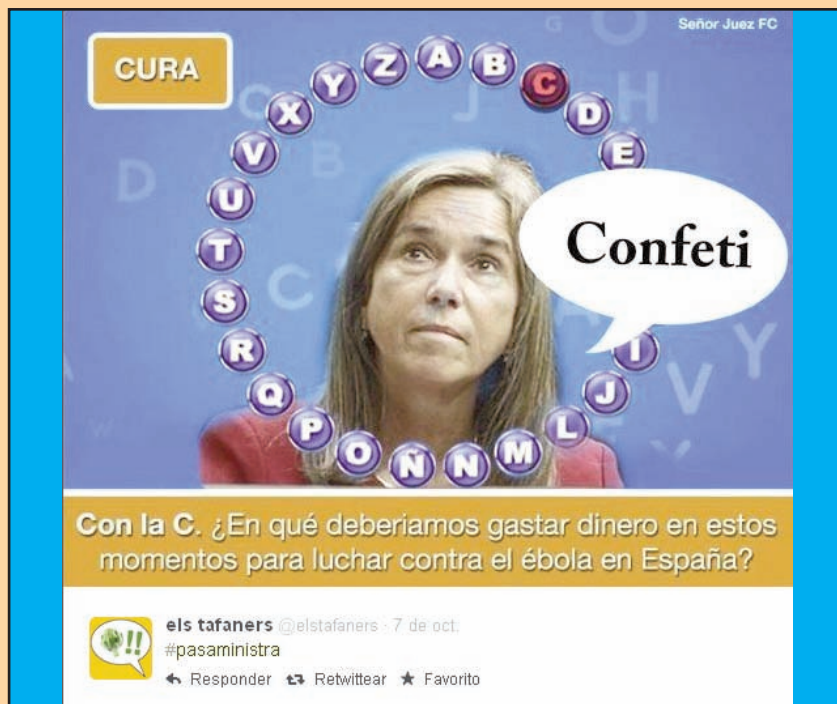 Señor Juez FC
CURA
A
B
C
D
E
I
J
L
M
N
Ñ
O
P
Q
R
S
T
U
V
X
Y
Z
Confeti
Con la C. ¿En qué deberiamos gastar dinero en estos
momentos para luchar contra el ébola en España?
els tafaners @elstafaners · 7 de oct.
#pasaministra
Responder Retwittear Favorito